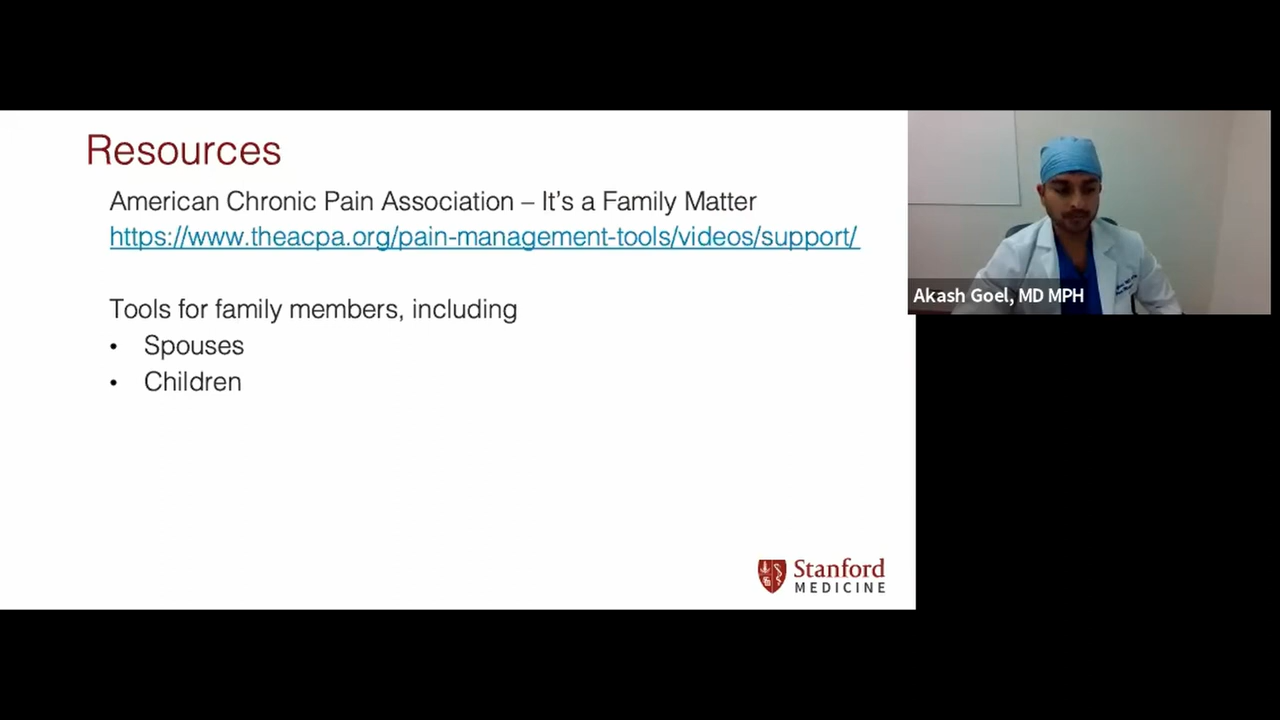 Resources
American Chronic Pain Association – It's a Family Matter
https://www.theacpa.org/pain-management-tools/videos/support/
Tools for family members, including
• Spouses
• Children
Stanford
MEDICINE
Akash Goel, MD MPH